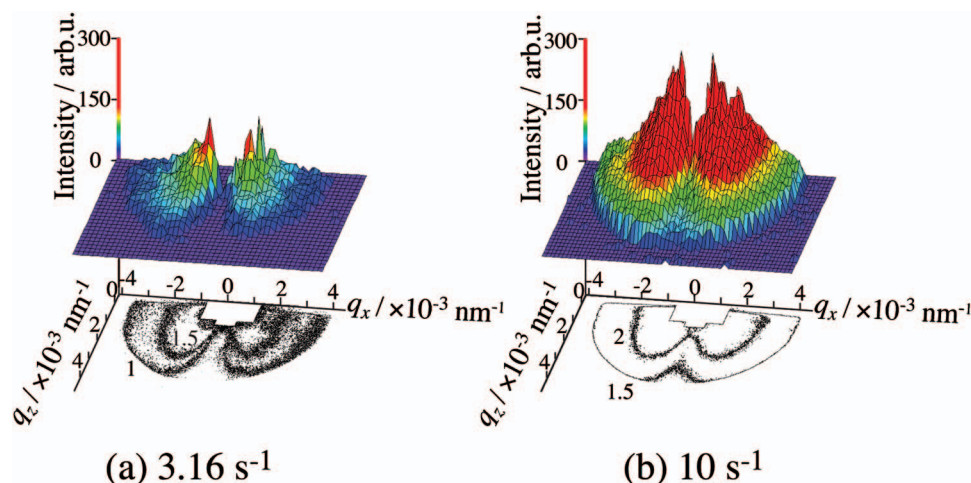 Intensity / arb.u.
300
150
0
0
2
4
q_z / ×10⁻³ nm⁻¹
-4 -2 0 2 4
q_x / ×10⁻³ nm⁻¹
1.5
1
(a) 3.16 s⁻¹
Intensity / arb.u.
300
150
0
0
2
4
q_z / ×10⁻³ nm⁻¹
-4 -2 0 2 4
q_x / ×10⁻³ nm⁻¹
2
1.5
(b) 10 s⁻¹